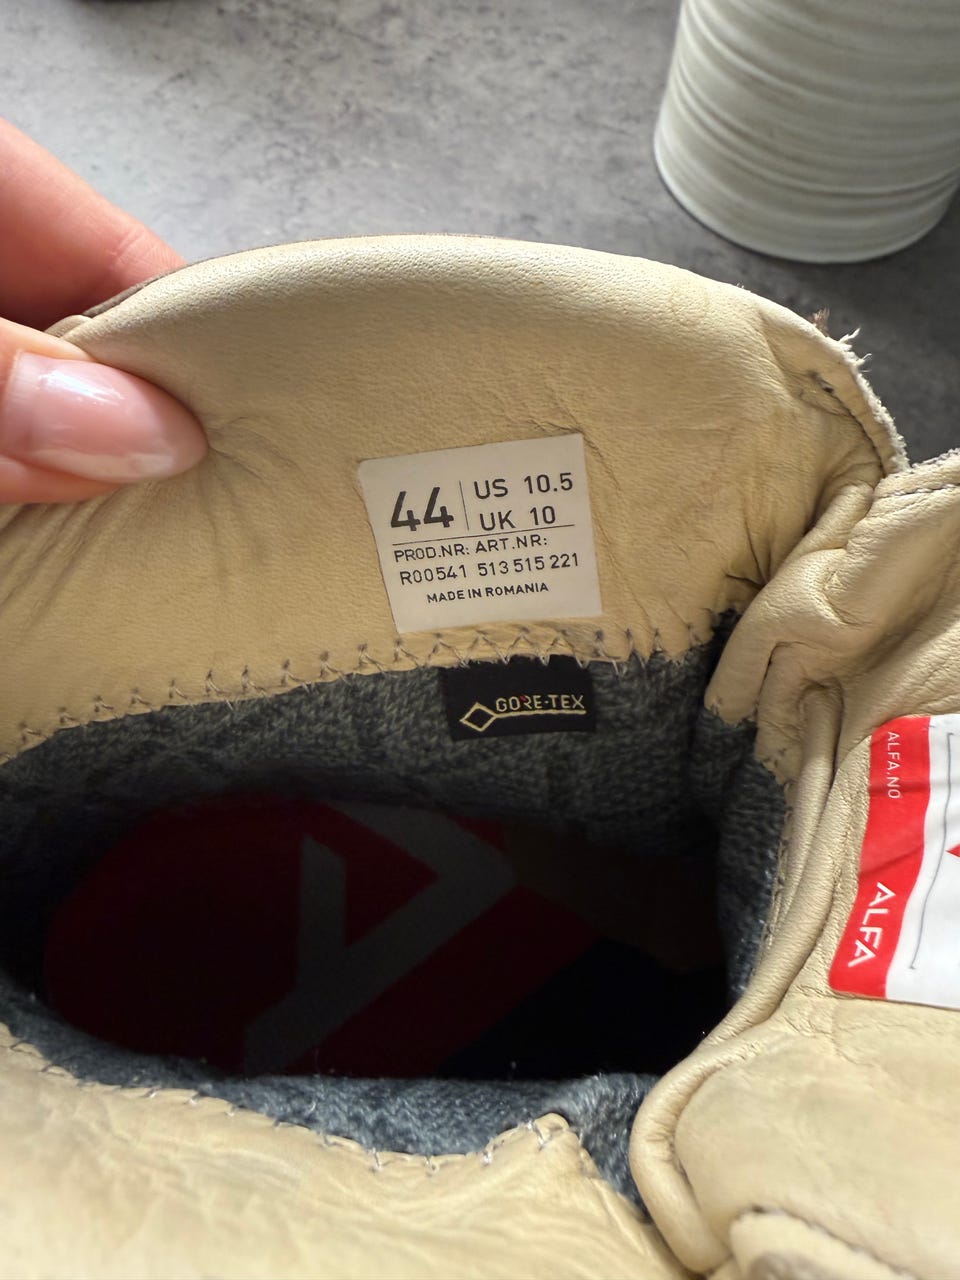 44
US 10.5
UK 10
PROD.NR: ART.NR:
R00541 513 515 221
MADE IN ROMANIA
GORE-TEX
ALFA.NO
ALFA